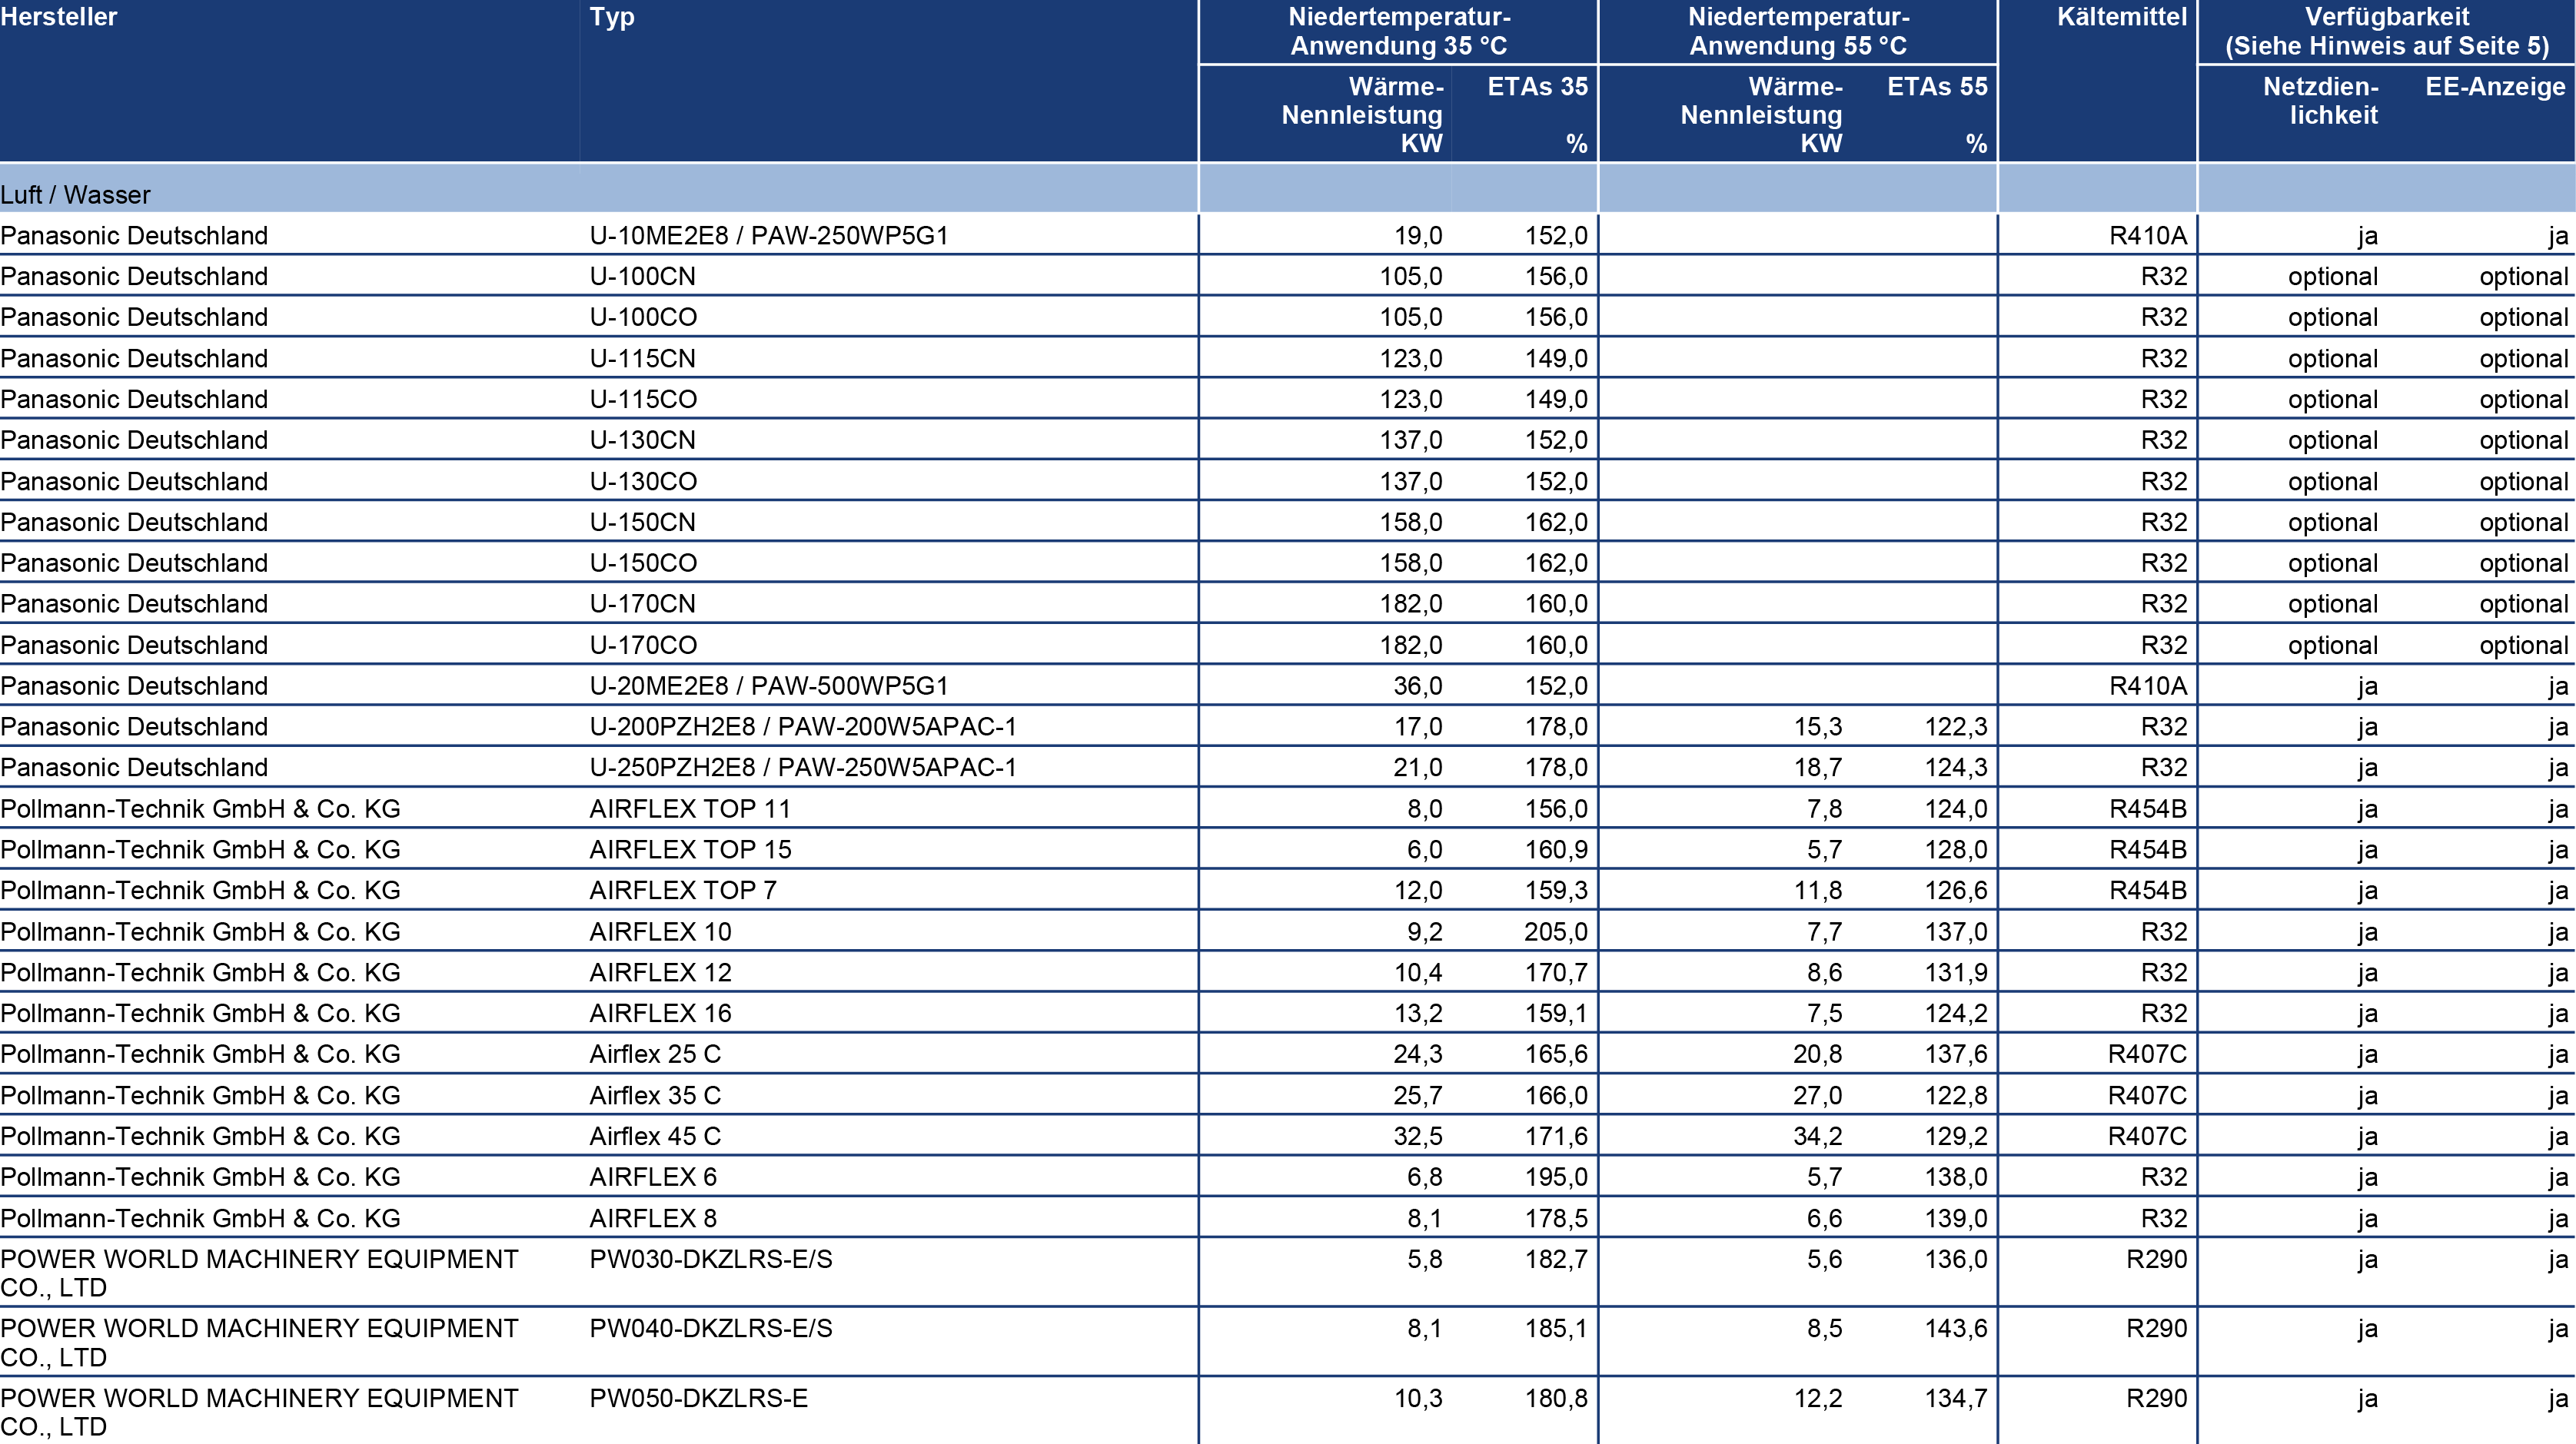 Hersteller Typ Niedertemperatur- Niedertemperatur- Kältemittel Verfügbarkeit
Anwendung 35 °C Anwendung 55 °C (Siehe Hinweis auf Seite 5)
Wärme- ETAs 35 Wärme- ETAs 55 Netzdien- EE-Anzeige
Nennleistung Nennleistung lichkeit
KW % KW %
Luft / Wasser
Panasonic Deutschland U-10ME2E8 / PAW-250WP5G1 19,0 152,0 R410A ja ja
Panasonic Deutschland U-100CN 105,0 156,0 R32 optional optional
Panasonic Deutschland U-100CO 105,0 156,0 R32 optional optional
Panasonic Deutschland U-115CN 123,0 149,0 R32 optional optional
Panasonic Deutschland U-115CO 123,0 149,0 R32 optional optional
Panasonic Deutschland U-130CN 137,0 152,0 R32 optional optional
Panasonic Deutschland U-130CO 137,0 152,0 R32 optional optional
Panasonic Deutschland U-150CN 158,0 162,0 R32 optional optional
Panasonic Deutschland U-150CO 158,0 162,0 R32 optional optional
Panasonic Deutschland U-170CN 182,0 160,0 R32 optional optional
Panasonic Deutschland U-170CO 182,0 160,0 R32 optional optional
Panasonic Deutschland U-20ME2E8 / PAW-500WP5G1 36,0 152,0 R410A ja ja
Panasonic Deutschland U-200PZH2E8 / PAW-200W5APAC-1 17,0 178,0 15,3 122,3 R32 ja ja
Panasonic Deutschland U-250PZH2E8 / PAW-250W5APAC-1 21,0 178,0 18,7 124,3 R32 ja ja
Pollmann-Technik GmbH & Co. KG AIRFLEX TOP 11 8,0 156,0 7,8 124,0 R454B ja ja
Pollmann-Technik GmbH & Co. KG AIRFLEX TOP 15 6,0 160,9 5,7 128,0 R454B ja ja
Pollmann-Technik GmbH & Co. KG AIRFLEX TOP 7 12,0 159,3 11,8 126,6 R454B ja ja
Pollmann-Technik GmbH & Co. KG AIRFLEX 10 9,2 205,0 7,7 137,0 R32 ja ja
Pollmann-Technik GmbH & Co. KG AIRFLEX 12 10,4 170,7 8,6 131,9 R32 ja ja
Pollmann-Technik GmbH & Co. KG AIRFLEX 16 13,2 159,1 7,5 124,2 R32 ja ja
Pollmann-Technik GmbH & Co. KG Airflex 25 C 24,3 165,6 20,8 137,6 R407C ja ja
Pollmann-Technik GmbH & Co. KG Airflex 35 C 25,7 166,0 27,0 122,8 R407C ja ja
Pollmann-Technik GmbH & Co. KG Airflex 45 C 32,5 171,6 34,2 129,2 R407C ja ja
Pollmann-Technik GmbH & Co. KG AIRFLEX 6 6,8 195,0 5,7 138,0 R32 ja ja
Pollmann-Technik GmbH & Co. KG AIRFLEX 8 8,1 178,5 6,6 139,0 R32 ja ja
POWER WORLD MACHINERY EQUIPMENT PW030-DKZLRS-E/S 5,8 182,7 5,6 136,0 R290 ja ja
CO., LTD
POWER WORLD MACHINERY EQUIPMENT PW040-DKZLRS-E/S 8,1 185,1 8,5 143,6 R290 ja ja
CO., LTD
POWER WORLD MACHINERY EQUIPMENT PW050-DKZLRS-E 10,3 180,8 12,2 134,7 R290 ja ja
CO., LTD